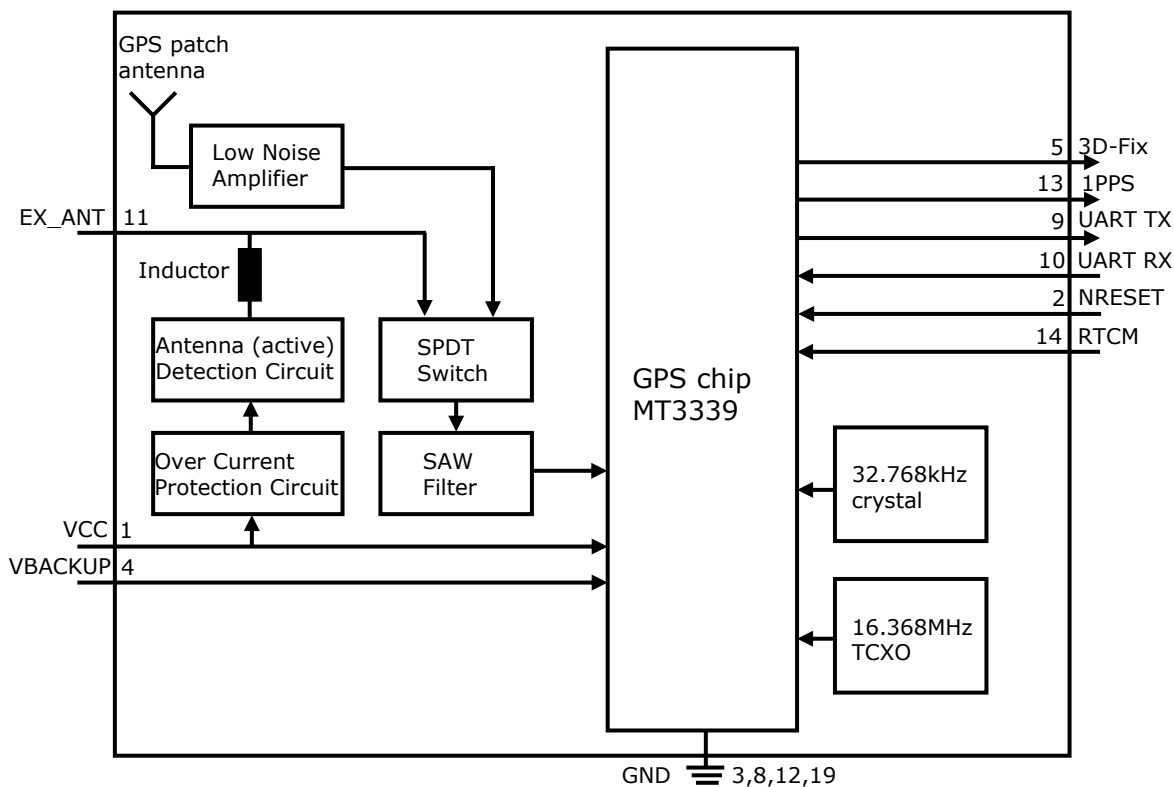 GPS patch
antenna
Low Noise
Amplifier
EX_ANT 11
Inductor
Antenna (active)
Detection Circuit
Over Current
Protection Circuit
SPDT
Switch
SAW
Filter
VCC 1
VBACKUP 4
GPS chip
MT3339
5 3D-Fix
13 1PPS
9 UART TX
10 UART RX
2 NRESET
14 RTCM
32.768kHz
crystal
16.368MHz
TCXO
GND 3,8,12,19